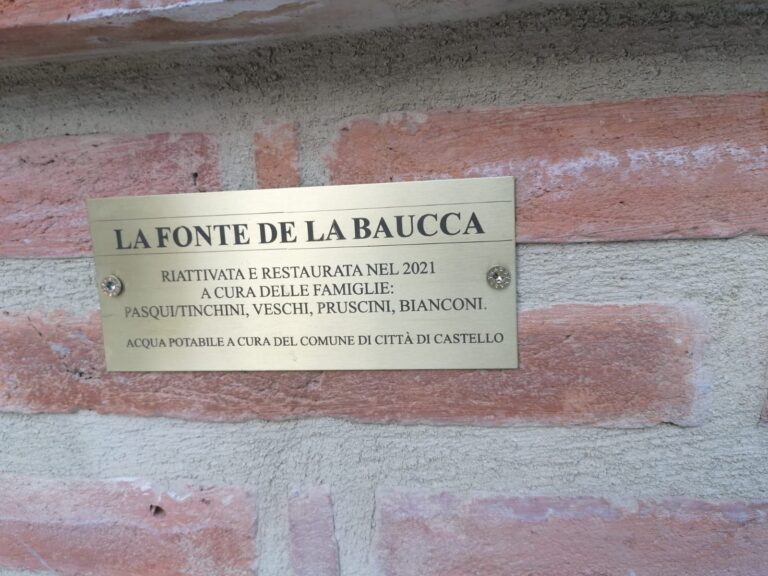 LA FONTE DE LA BAUCCA
RIATTIVATA E RESTAURATA NEL 2021
A CURA DELLE FAMIGLIE:
PASQUI/TINCHINI, VESCHI, PRUSCINI, BIANCONI.
ACQUA POTABILE A CURA DEL COMUNE DI CITTÀ DI CASTELLO